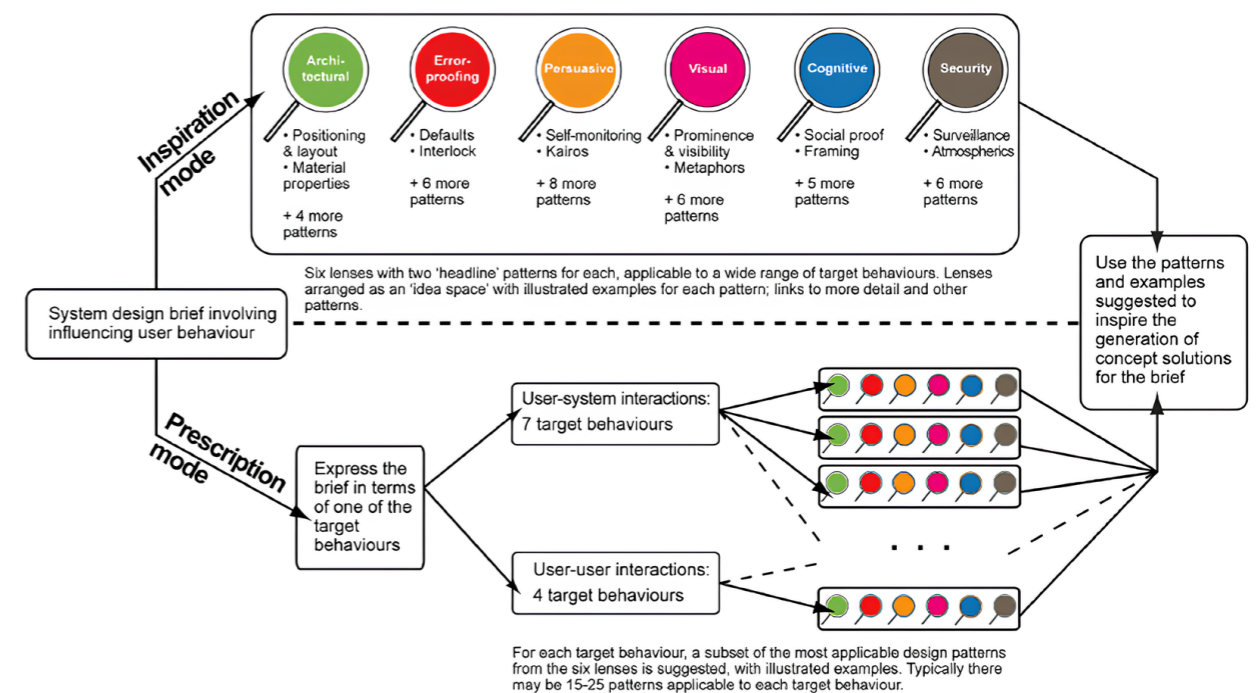 Inspiration
mode
Archi-
tectural
• Positioning
& layout
• Material
properties
+ 4 more
patterns
Error-
proofing
• Defaults
• Interlock
+ 6 more
patterns
Persuasive
• Self-monitoring
• Kairos
+ 8 more
patterns
Visual
• Prominence
& visibility
• Metaphors
+ 6 more
patterns
Cognitive
• Social proof
• Framing
+ 5 more
patterns
Security
• Surveillance
• Atmospherics
+ 6 more
patterns
Six lenses with two ‘headline’ patterns for each, applicable to a wide range of target behaviours. Lenses
arranged as an ‘idea space’ with illustrated examples for each pattern; links to more detail and other
patterns.
System design brief involving
influencing user behaviour
Use the patterns
and examples
suggested to
inspire the
generation of
concept solutions
for the brief
Prescription
mode
Express the
brief in terms
of one of the
target
behaviours
User-system interactions:
7 target behaviours
User-user interactions:
4 target behaviours
. . .
For each target behaviour, a subset of the most applicable design patterns
from the six lenses is suggested, with illustrated examples. Typically there
may be 15-25 patterns applicable to each target behaviour.